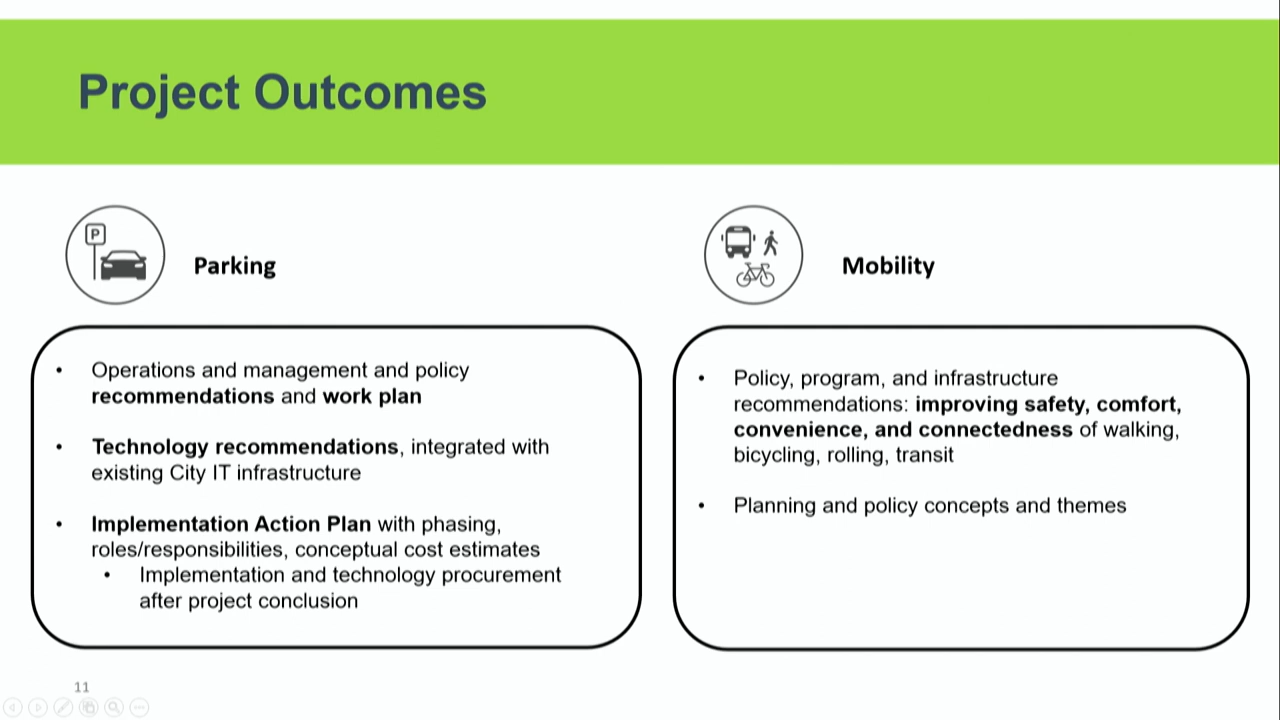 Project Outcomes
P
Parking
Mobility
• Operations and management and policy
recommendations and work plan
• Technology recommendations, integrated with
existing City IT infrastructure
• Implementation Action Plan with phasing,
roles/responsibilities, conceptual cost estimates
• Implementation and technology procurement
after project conclusion
• Policy, program, and infrastructure
recommendations: improving safety, comfort,
convenience, and connectedness of walking,
bicycling, rolling, transit
• Planning and policy concepts and themes
11